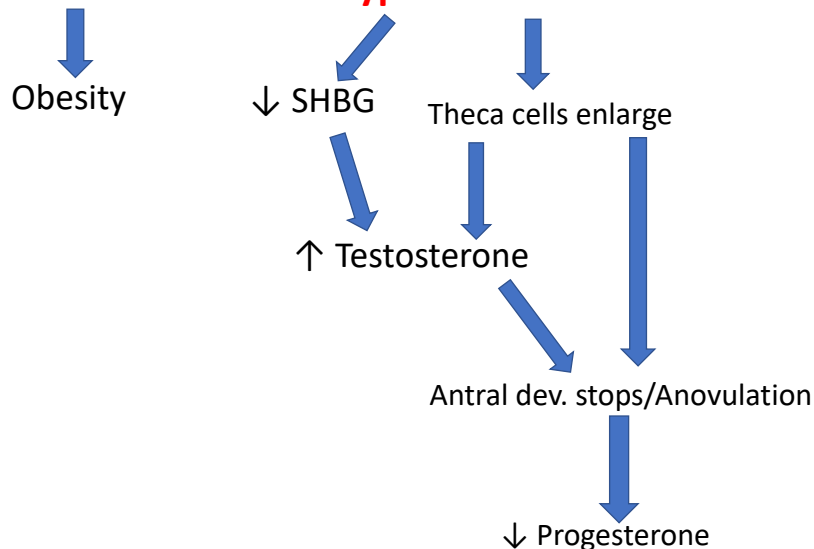 Obesity
↓ SHBG
Theca cells enlarge
↑ Testosterone
Antral dev. stops/Anovulation
↓ Progesterone